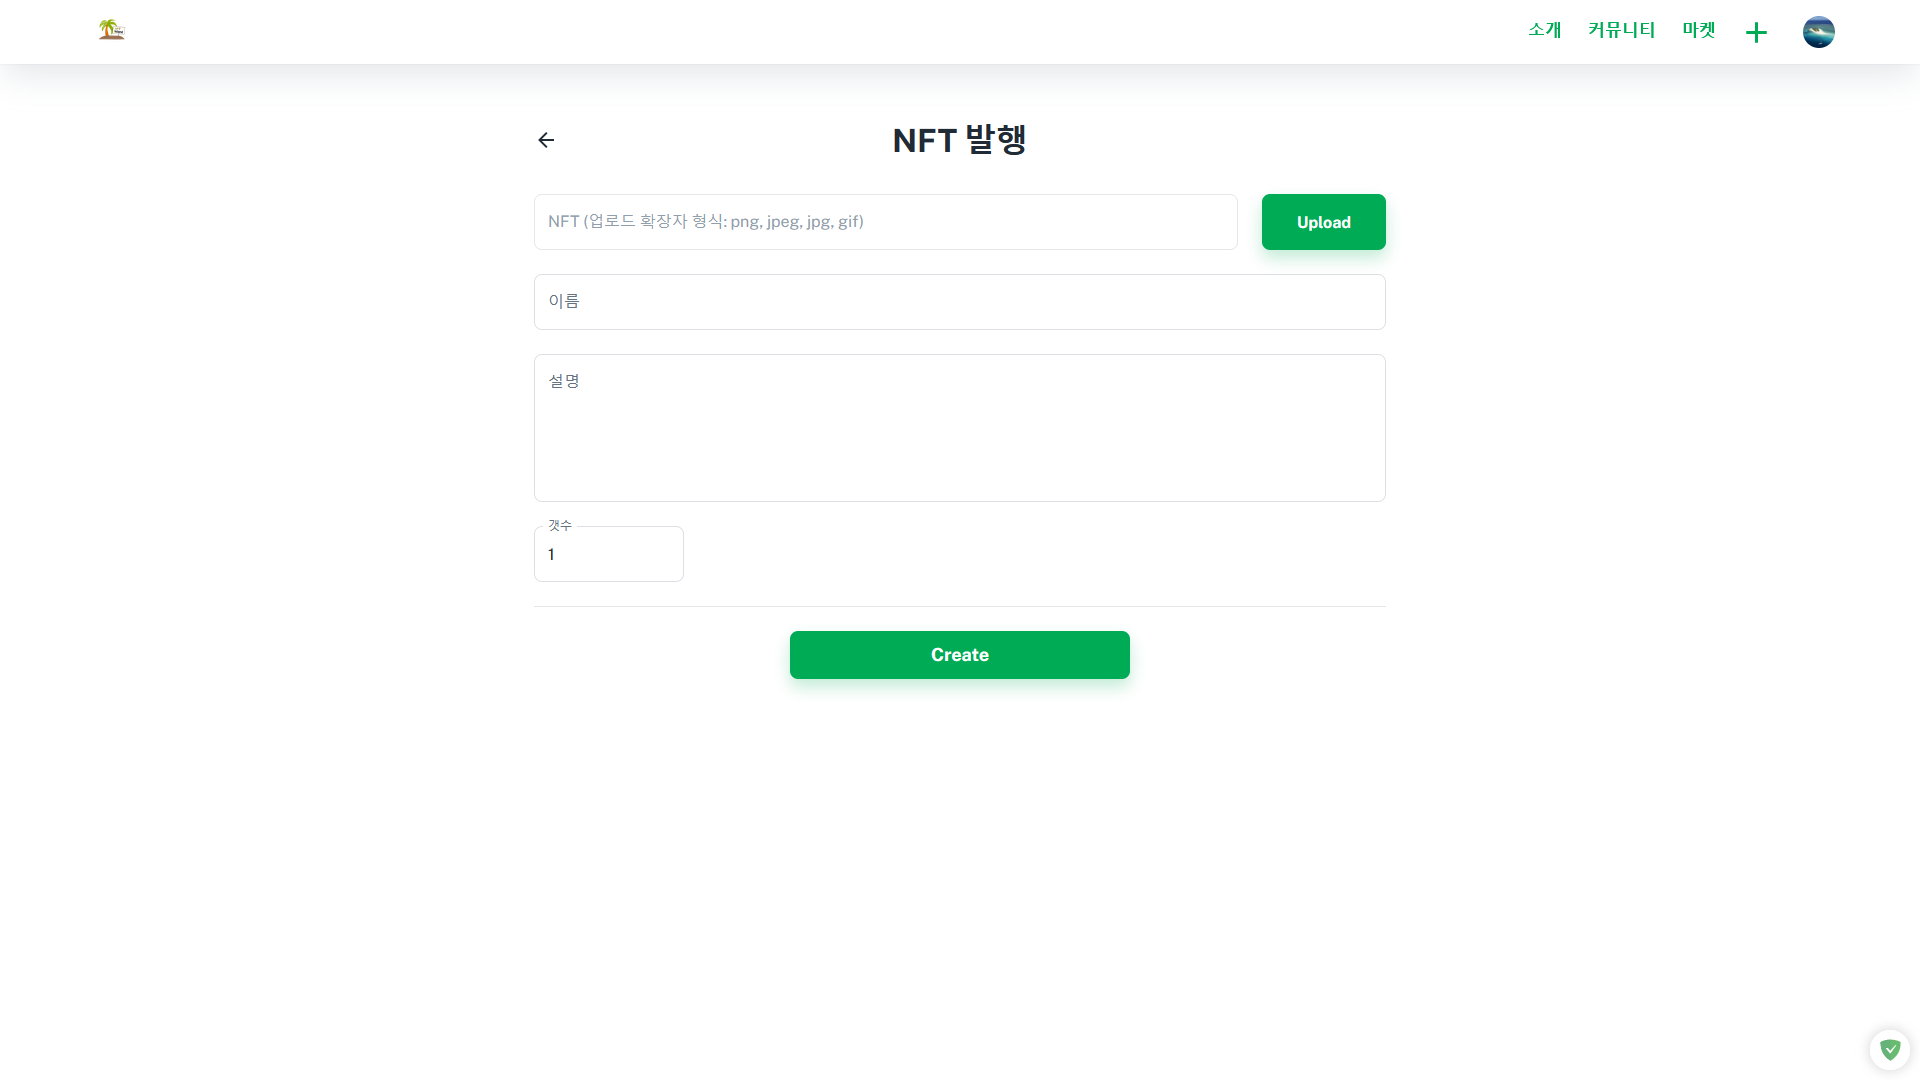 소개 커뮤니티 마켓
NFT 발행
NFT (업로드 확장자 형식: png, jpeg, jpg, gif)
Upload
이름
설명
갯수
1
Create